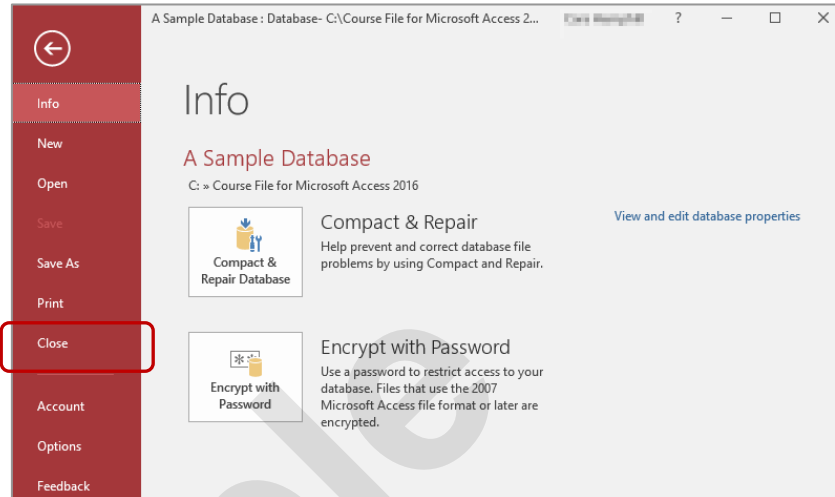 A Sample Database : Database- C:\Course File for Microsoft Access 2...
?
Info
New
Open
Save
Save As
Print
Close
Account
Options
Feedback
Info
A Sample Database
C: » Course File for Microsoft Access 2016
Compact &
Repair Database
Compact & Repair
Help prevent and correct database file
problems by using Compact and Repair.
View and edit database properties
Encrypt with
Password
Encrypt with Password
Use a password to restrict access to your
database. Files that use the 2007
Microsoft Access file format or later are
encrypted.